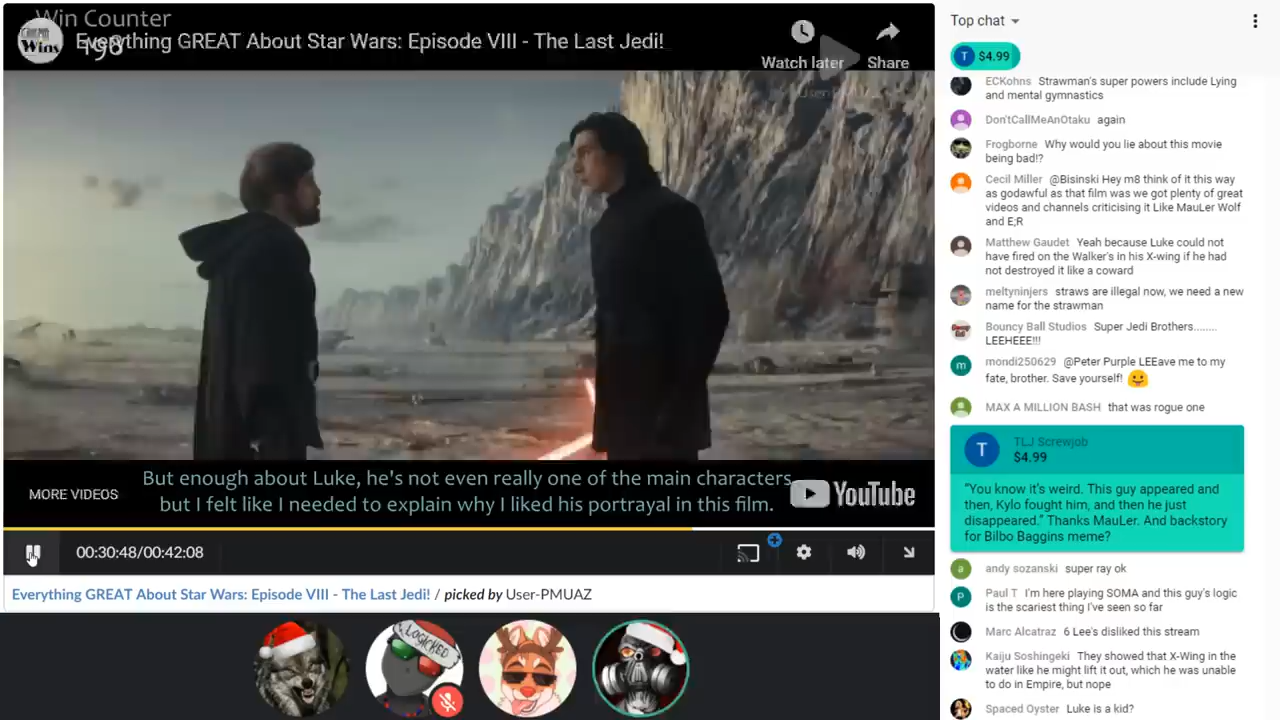 Win Counter
198
Everything GREAT About Star Wars: Episode VIII - The Last Jedi!
Watch later
Share
But enough about Luke, he's not even really one of the main characters,
but I felt like I needed to explain why I liked his portrayal in this film.
MORE VIDEOS
YouTube
00:30:48/00:42:08
Everything GREAT About Star Wars: Episode VIII - The Last Jedi! / picked by User-PMUAZ
LOGICKED
Top chat
T $4.99
ECKohns Strawman's super powers include Lying
and mental gymnastics
Don'tCallMeAnOtaku again
Frogborne Why would you lie about this movie
being bad!?
Cecil Miller @Bisinski Hey m8 think of it this way
as godawful as that film was we got plenty of great
videos and channels criticising it Like MauLer Wolf
and E;R
Matthew Gaudet Yeah because Luke could not
have fired on the Walker's in his X-wing if he had
not destroyed it like a coward
meltyninjers straws are illegal now, we need a new
name for the strawman
Bouncy Ball Studios Super Jedi Brothers........
LEEHEEE!!!
m mondi250629 @Peter Purple LEEave me to my
fate, brother. Save yourself!
MAX A MILLION BASH that was rogue one
T TLJ Screwjob
$4.99
"You know it's weird. This guy appeared and
then, Kylo fought him, and then he just
disappeared." Thanks MauLer. And backstory
for Bilbo Baggins meme?
a andy sozanski super ray ok
P Paul T I'm here playing SOMA and this guy's logic
is the scariest thing I've seen so far
Marc Alcatraz 6 Lee's disliked this stream
Kaiju Soshingeki They showed that X-Wing in the
water like he might lift it out, which he was unable
to do in Empire, but nope
Spaced Oyster Luke is a kid?